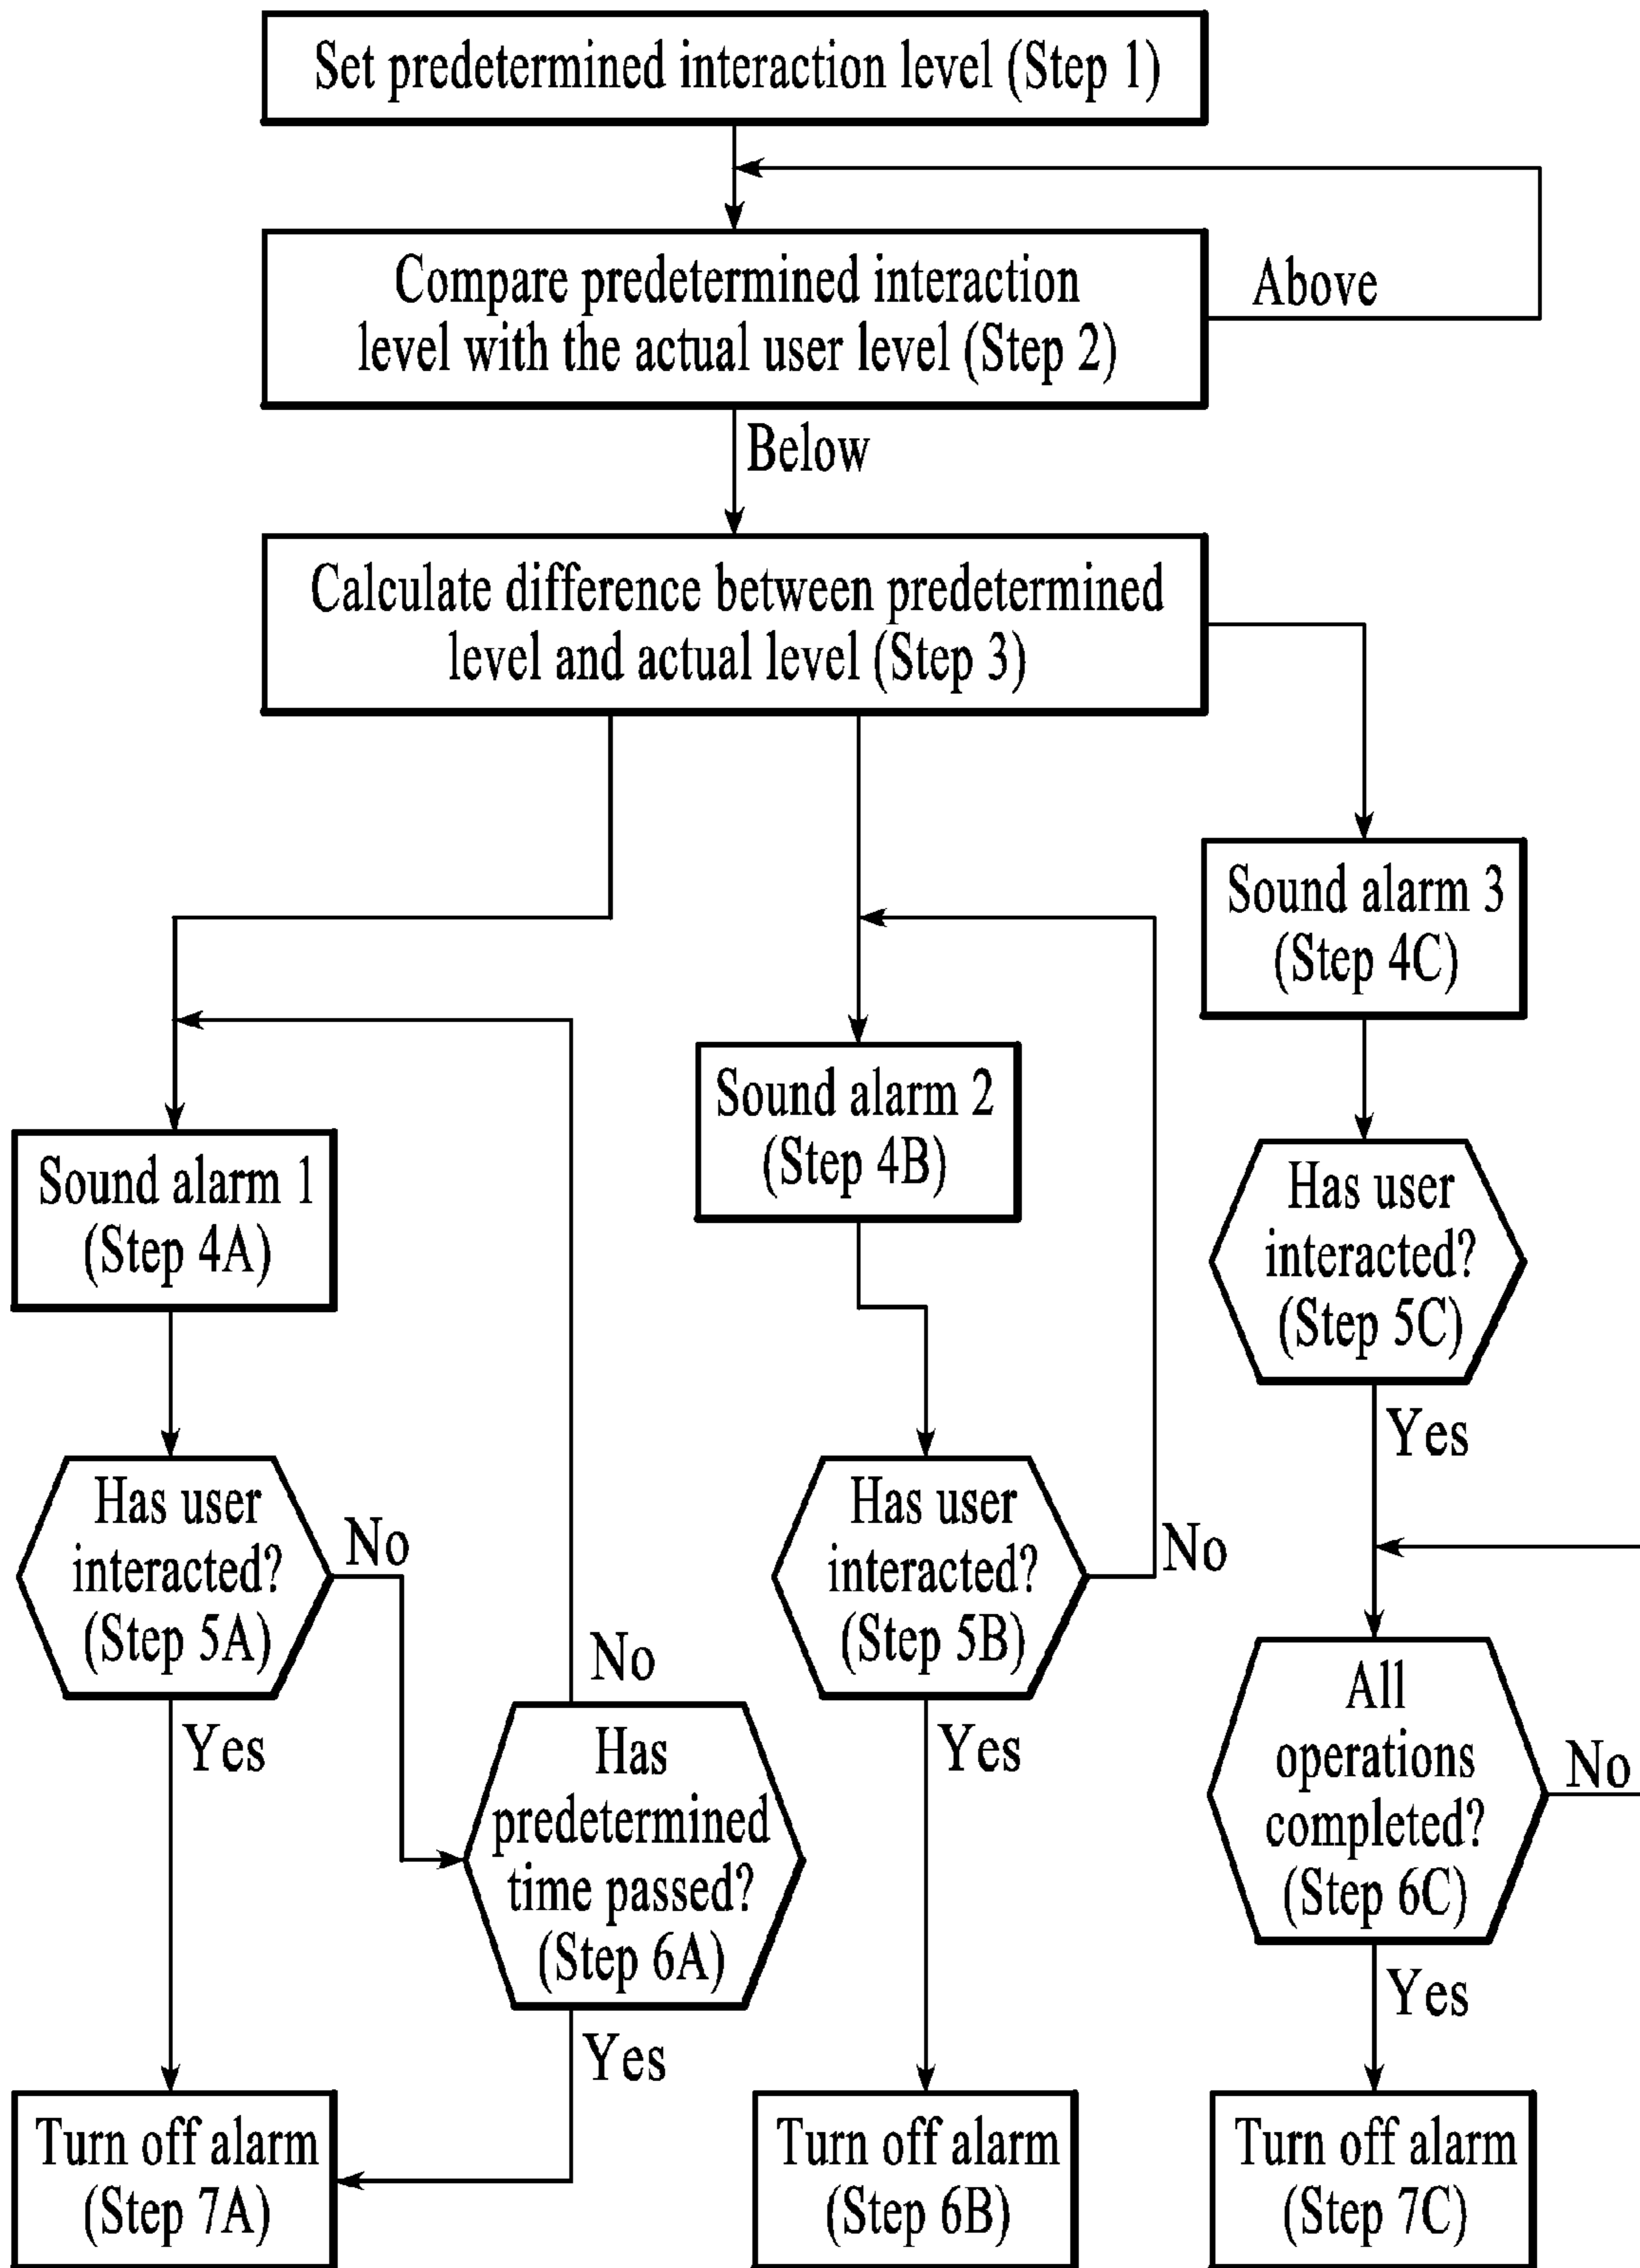 Set predetermined interaction level (Step 1)
Compare predetermined interaction
level with the actual user level (Step 2)
Above
Below
Calculate difference between predetermined
level and actual level (Step 3)
Sound alarm 3
(Step 4C)
Sound alarm 2
(Step 4B)
Sound alarm 1
(Step 4A)
Has user
interacted?
(Step 5C)
Yes
Has user
interacted?
(Step 5A)
No
Yes
Has user
interacted?
(Step 5B)
No
Yes
No
Has
predetermined
time passed?
(Step 6A)
Yes
All
operations
completed?
(Step 6C)
No
Yes
Turn off alarm
(Step 7A)
Turn off alarm
(Step 6B)
Turn off alarm
(Step 7C)